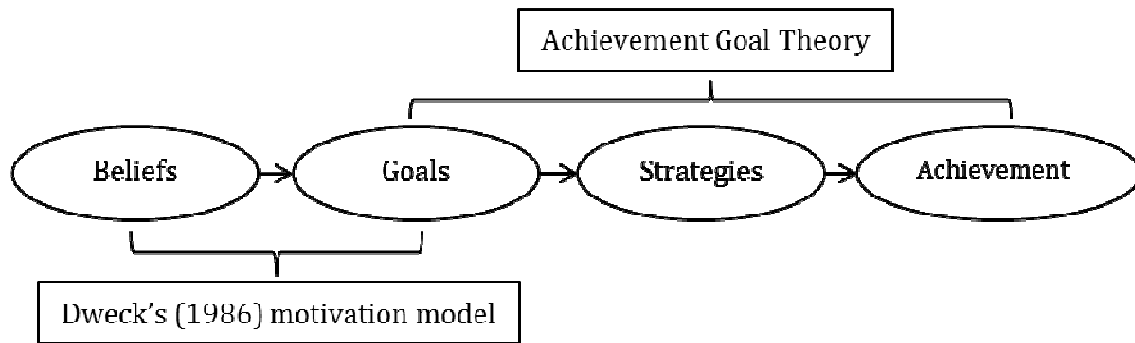 Achievement Goal Theory
Beliefs
Goals
Strategies
Achievement
Dweck's (1986) motivation model